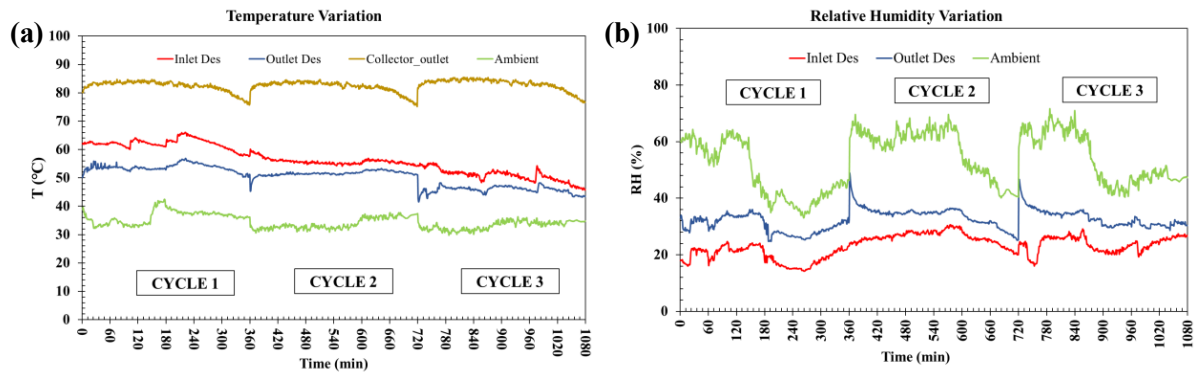 (a)
Temperature Variation
Inlet Des Outlet Des Collector_outlet Ambient
T (°C)
100
90
80
70
60
50
40
30
20
10
0
CYCLE 1 CYCLE 2 CYCLE 3
0 60 120 180 240 300 360 420 480 540 600 660 720 780 840 900 960 1020 1080
Time (min)
(b)
Relative Humidity Variation
Inlet Des Outlet Des Ambient
RH (%)
100
80
60
40
20
0
CYCLE 1 CYCLE 2 CYCLE 3
0 60 120 180 240 300 360 420 480 540 600 660 720 780 840 900 960 1020 1080
Time (min)